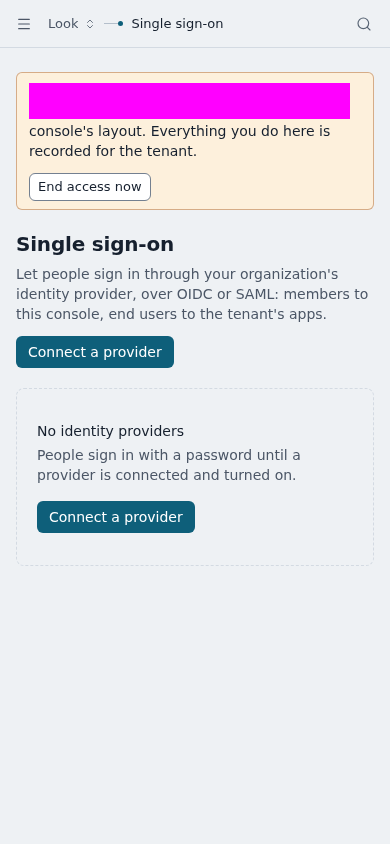 Look
Single sign-on
console's layout. Everything you do here is
recorded for the tenant.
End access now
Single sign-on
Let people sign in through your organization's
identity provider, over OIDC or SAML: members to
this console, end users to the tenant's apps.
Connect a provider
No identity providers
People sign in with a password until a
provider is connected and turned on.
Connect a provider